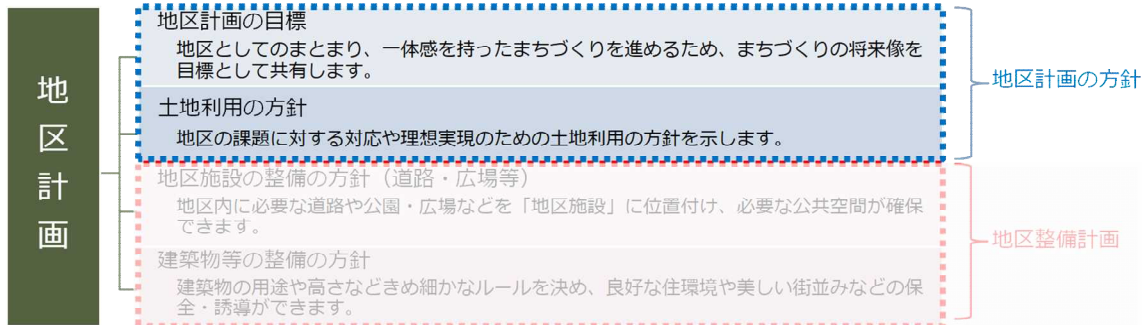 地区計画
地区計画の目標
地区としてのまとまり、一体感を持ったまちづくりを進めるため、まちづくりの将来像を
目標として共有します。
土地利用の方針
地区の課題に対する対応や理想実現のための土地利用の方針を示します。
地区計画の方針
地区施設の整備の方針（道路・広場等）
地区内に必要な道路や公園・広場などを「地区施設」に位置付け、必要な公共空間が確保
できます。
建築物等の整備の方針
建築物の用途や高さなどきめ細かなルールを決め、良好な住環境や美しい街並みなどの保
全・誘導ができます。
地区整備計画